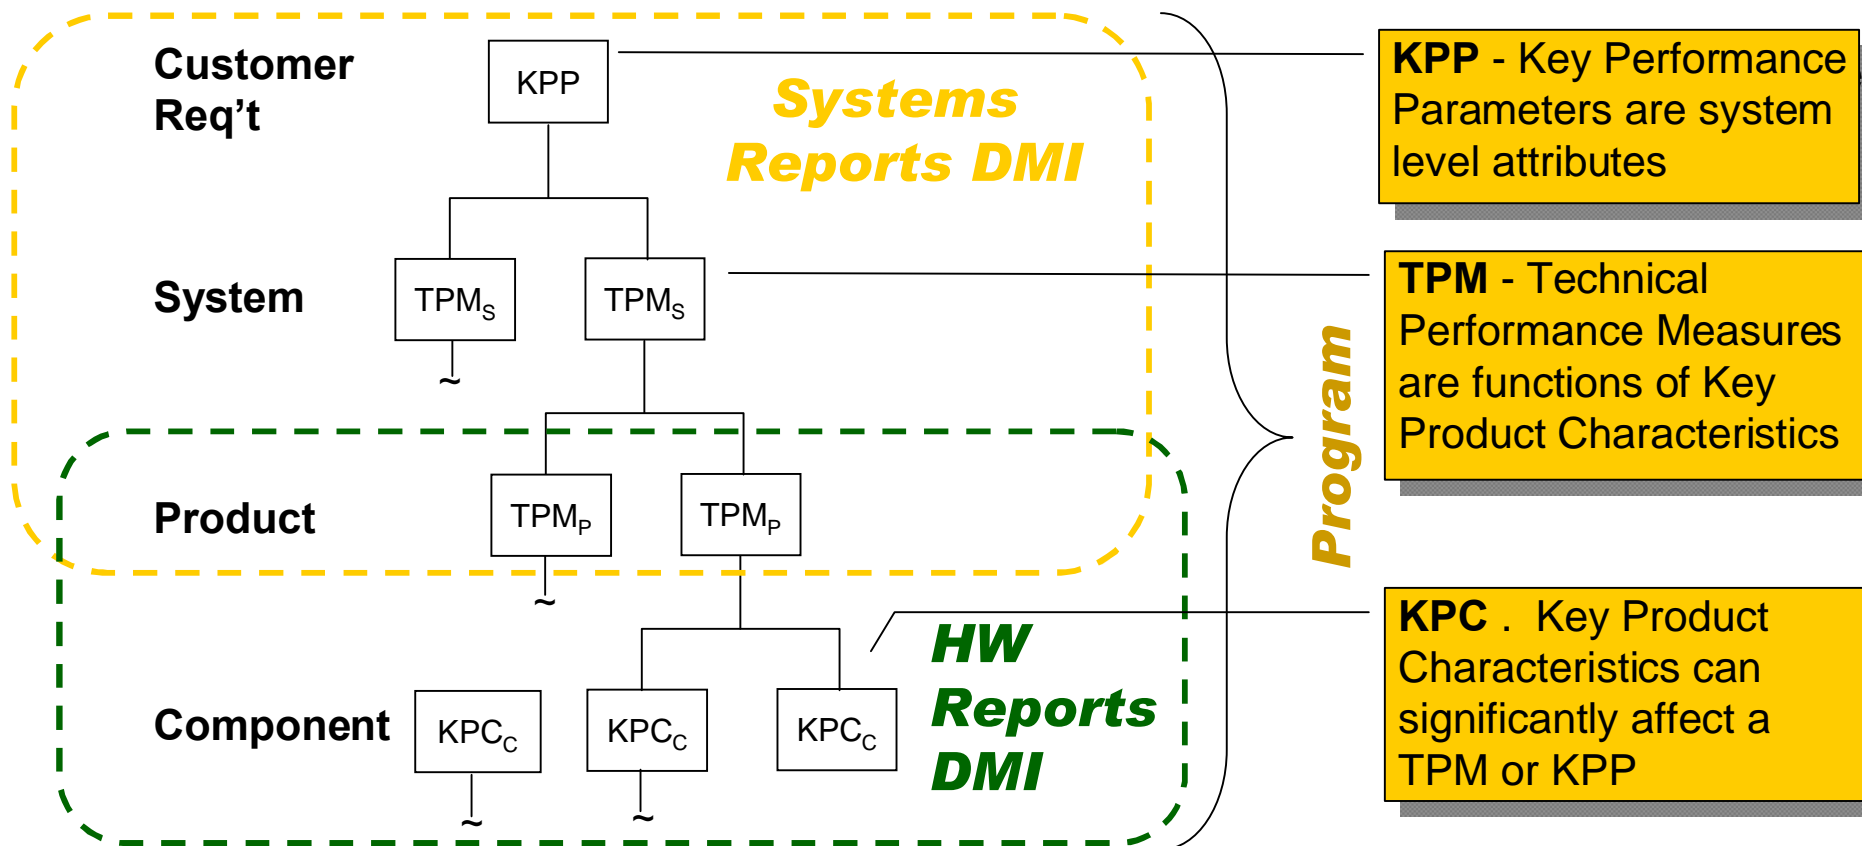 Customer
Req't
KPP
Systems
Reports DMI
KPP - Key Performance
Parameters are system
level attributes
System
TPMS
TPMS
~
TPM - Technical
Performance Measures
are functions of Key
Product Characteristics
Program
Product
TPMP
TPMP
~
Component
KPCC
KPCC
KPCC
~
~
HW
Reports
DMI
KPC . Key Product
Characteristics can
significantly affect a
TPM or KPP